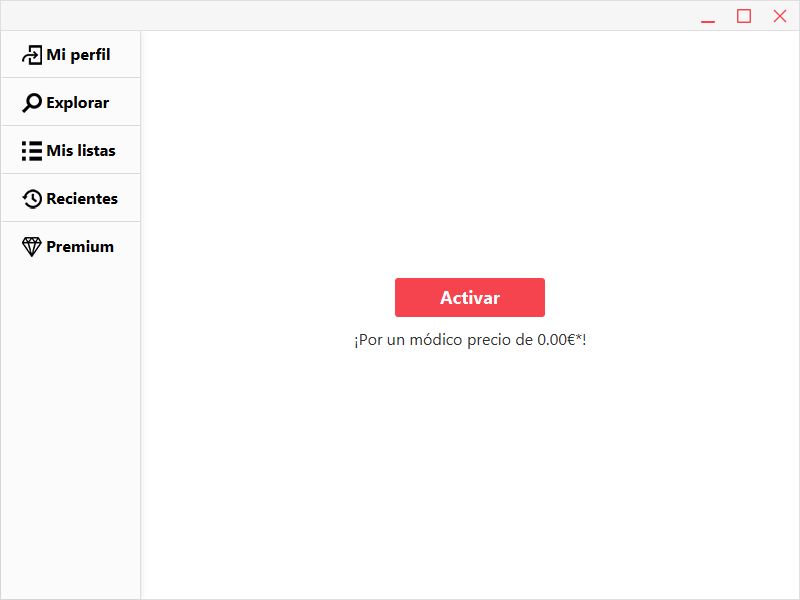 Mi perfil
Explorar
Mis listas
Recientes
Premium
Activar
¡Por un módico precio de 0.00€*!